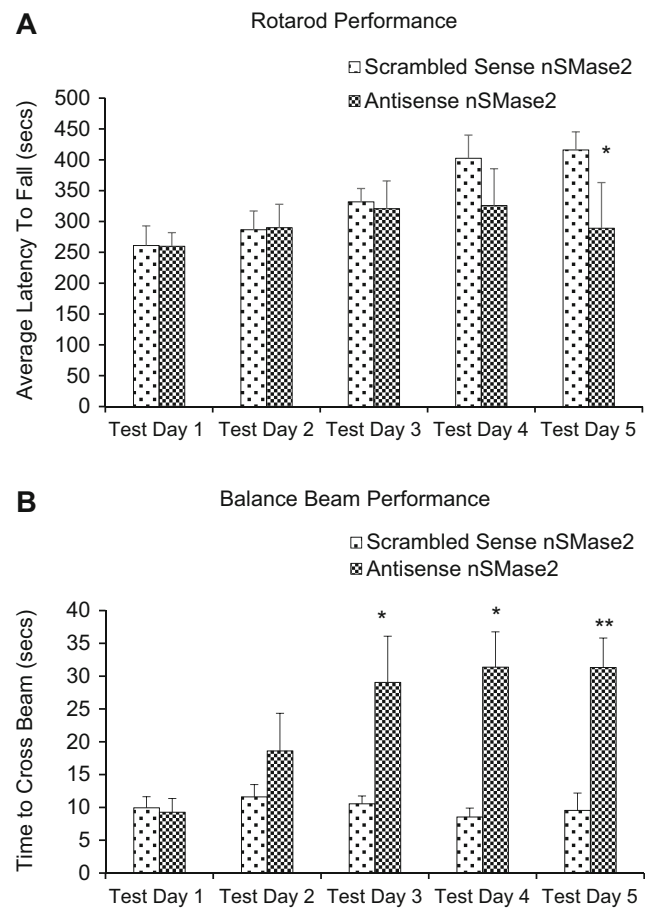 A
Rotarod Performance
Scrambled Sense nSMase2
Antisense nSMase2
Average Latency To Fall (secs)
500
450
400
350
300
250
200
150
100
50
0
*
Test Day 1 Test Day 2 Test Day 3 Test Day 4 Test Day 5
B
Balance Beam Performance
Scrambled Sense nSMase2
Antisense nSMase2
Time to Cross Beam (secs)
40
35
30
25
20
15
10
5
0
* * **
Test Day 1 Test Day 2 Test Day 3 Test Day 4 Test Day 5